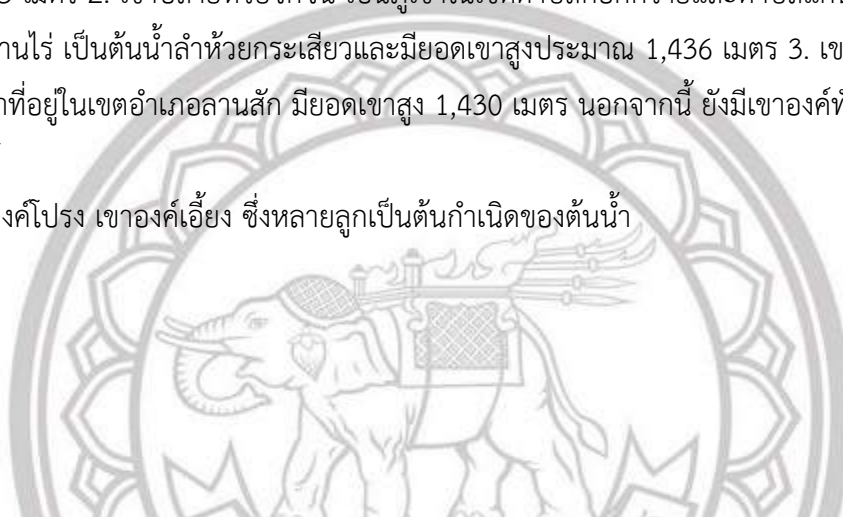 านไร่ เป็นต้นน้ำลำห้วยกระเสียวและมียอดเขาสูงประมาณ 1,436 เมตร 3. เข
าที่อยู่ในเขตอำเภอลานสัก มียอดเขาสูง 1,430 เมตร นอกจากนี้ ยังมีเขาองค์ทั
งค์โปรง เขาองค์เอี้ยง ซึ่งหลายลูกเป็นต้นกำเนิดของต้นน้ำ